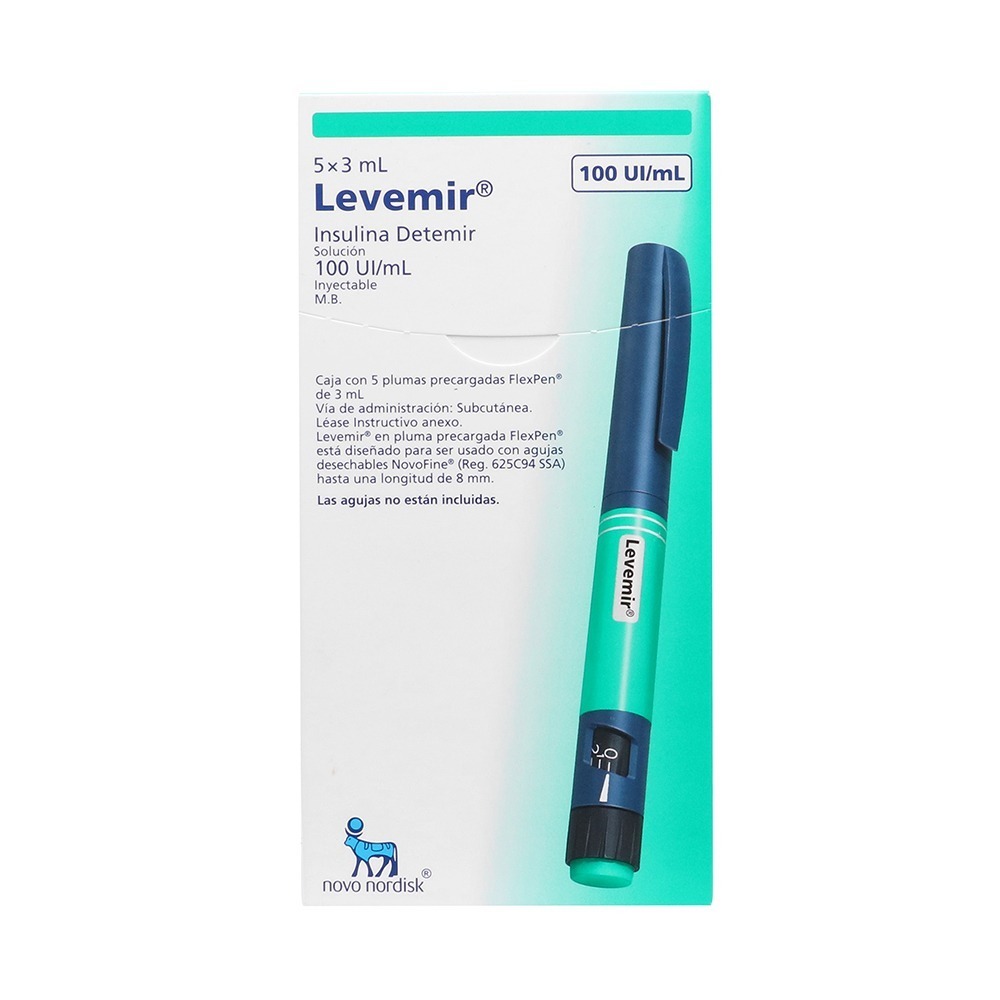 5×3 mL
100 UI/mL
Levemir®
Insulina Detemir
Solución
100 UI/mL
Inyectable
M.B.
Caja con 5 plumas precargadas FlexPen®
de 3 mL
Vía de administración: Subcutánea.
Léase Instructivo anexo.
Levemir® en pluma precargada FlexPen®
está diseñado para ser usado con agujas
desechables NovoFine® (Reg. 625C94 SSA)
hasta una longitud de 8 mm.
Las agujas no están incluidas.
Levemir®
2 0
novo nordisk®